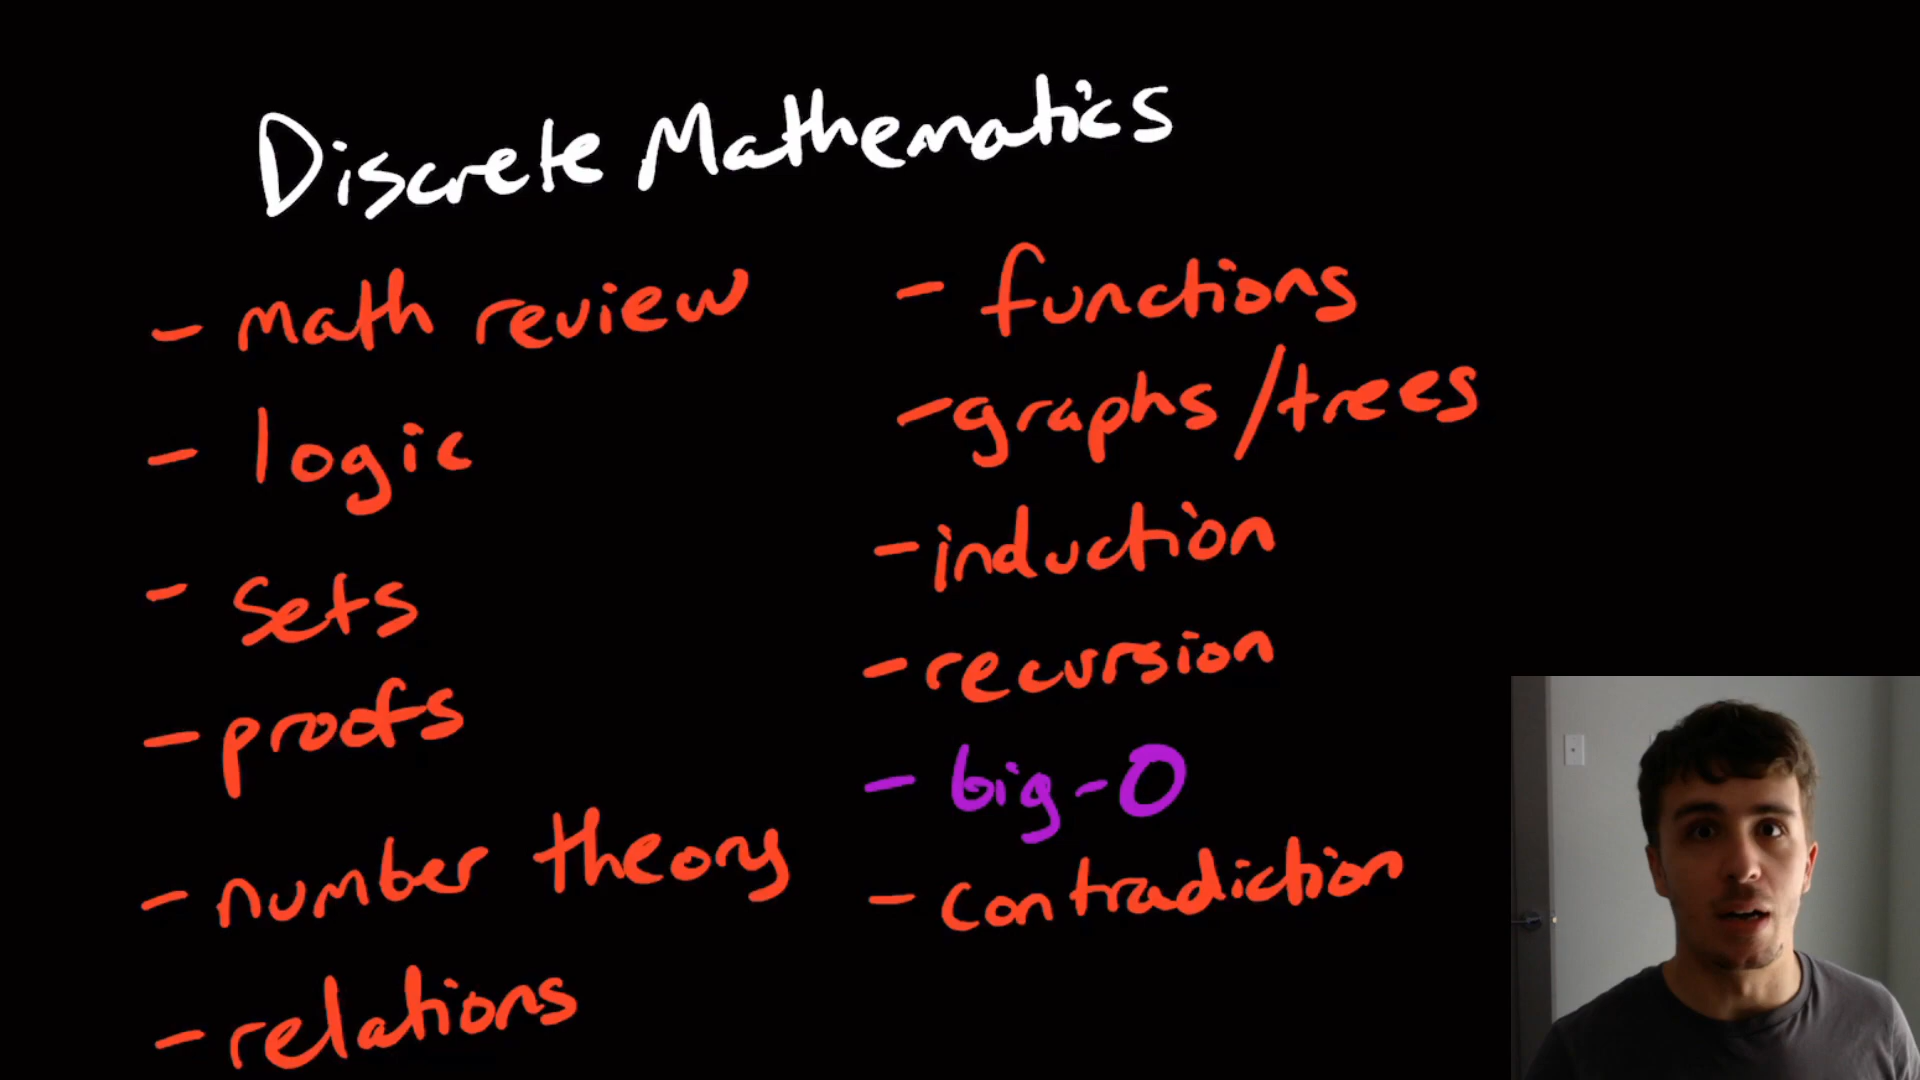 Discrete Mathematics
- math review
- logic
- sets
- proofs
- number theory
- relations
- functions
- graphs/trees
- induction
- recursion
- big-O
- contradiction